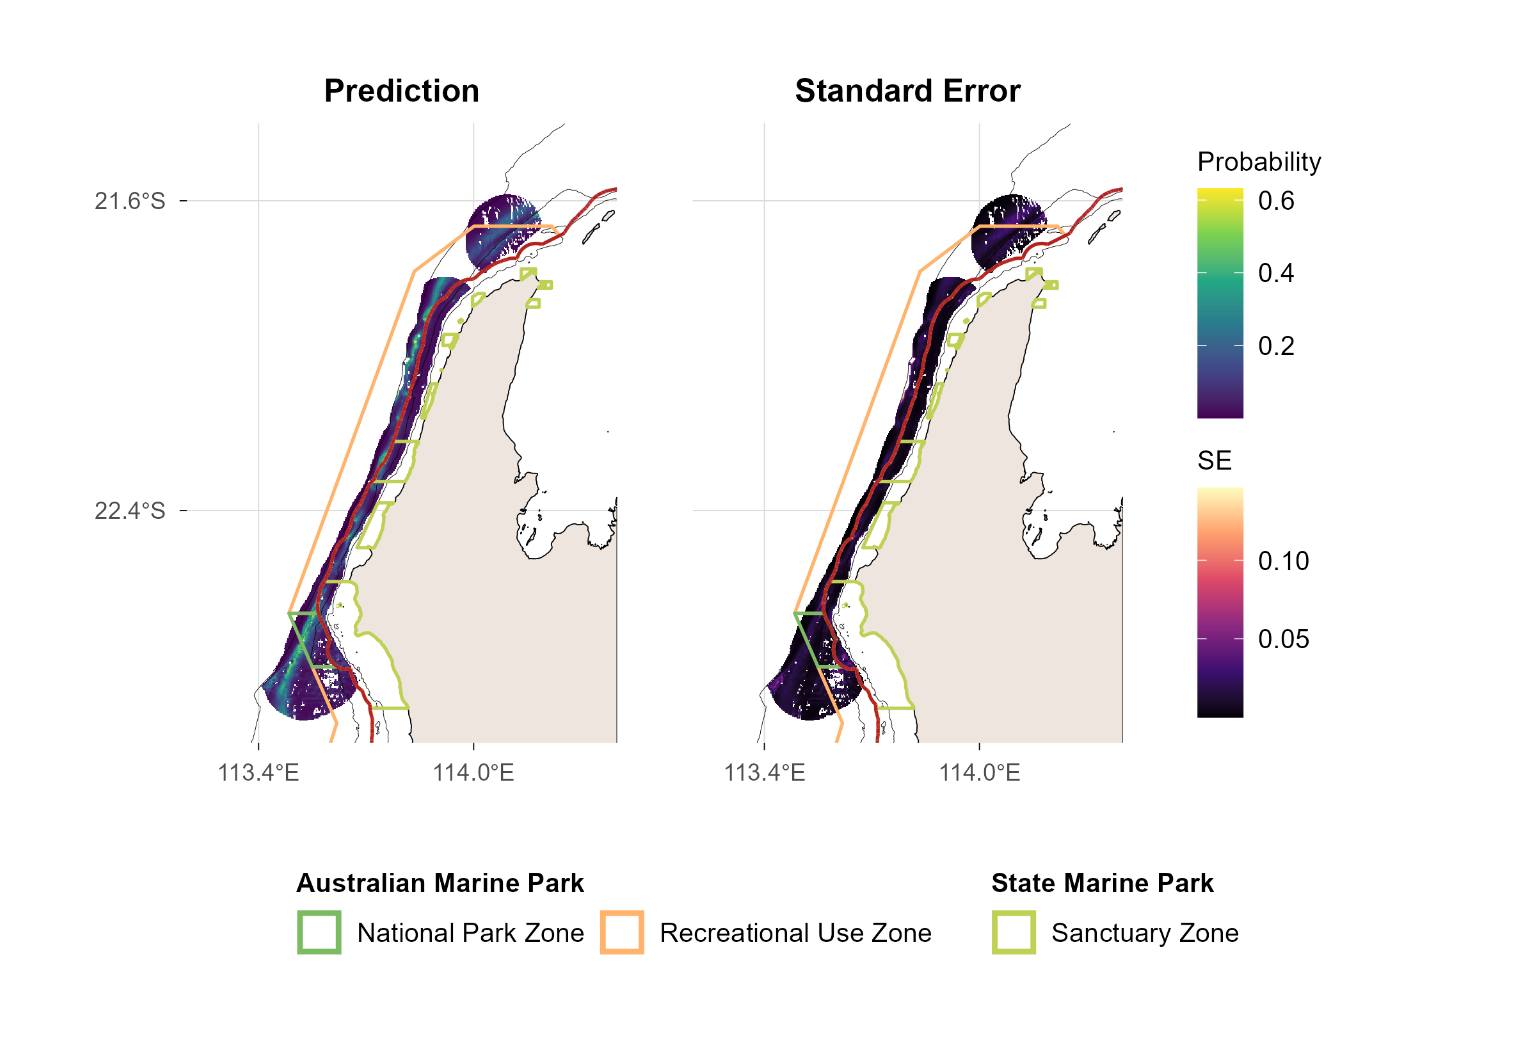 Prediction
Standard Error
21.6°S
22.4°S
113.4°E
114.0°E
113.4°E
114.0°E
Probability
0.6
0.4
0.2
SE
0.10
0.05
Australian Marine Park
National Park Zone
Recreational Use Zone
State Marine Park
Sanctuary Zone